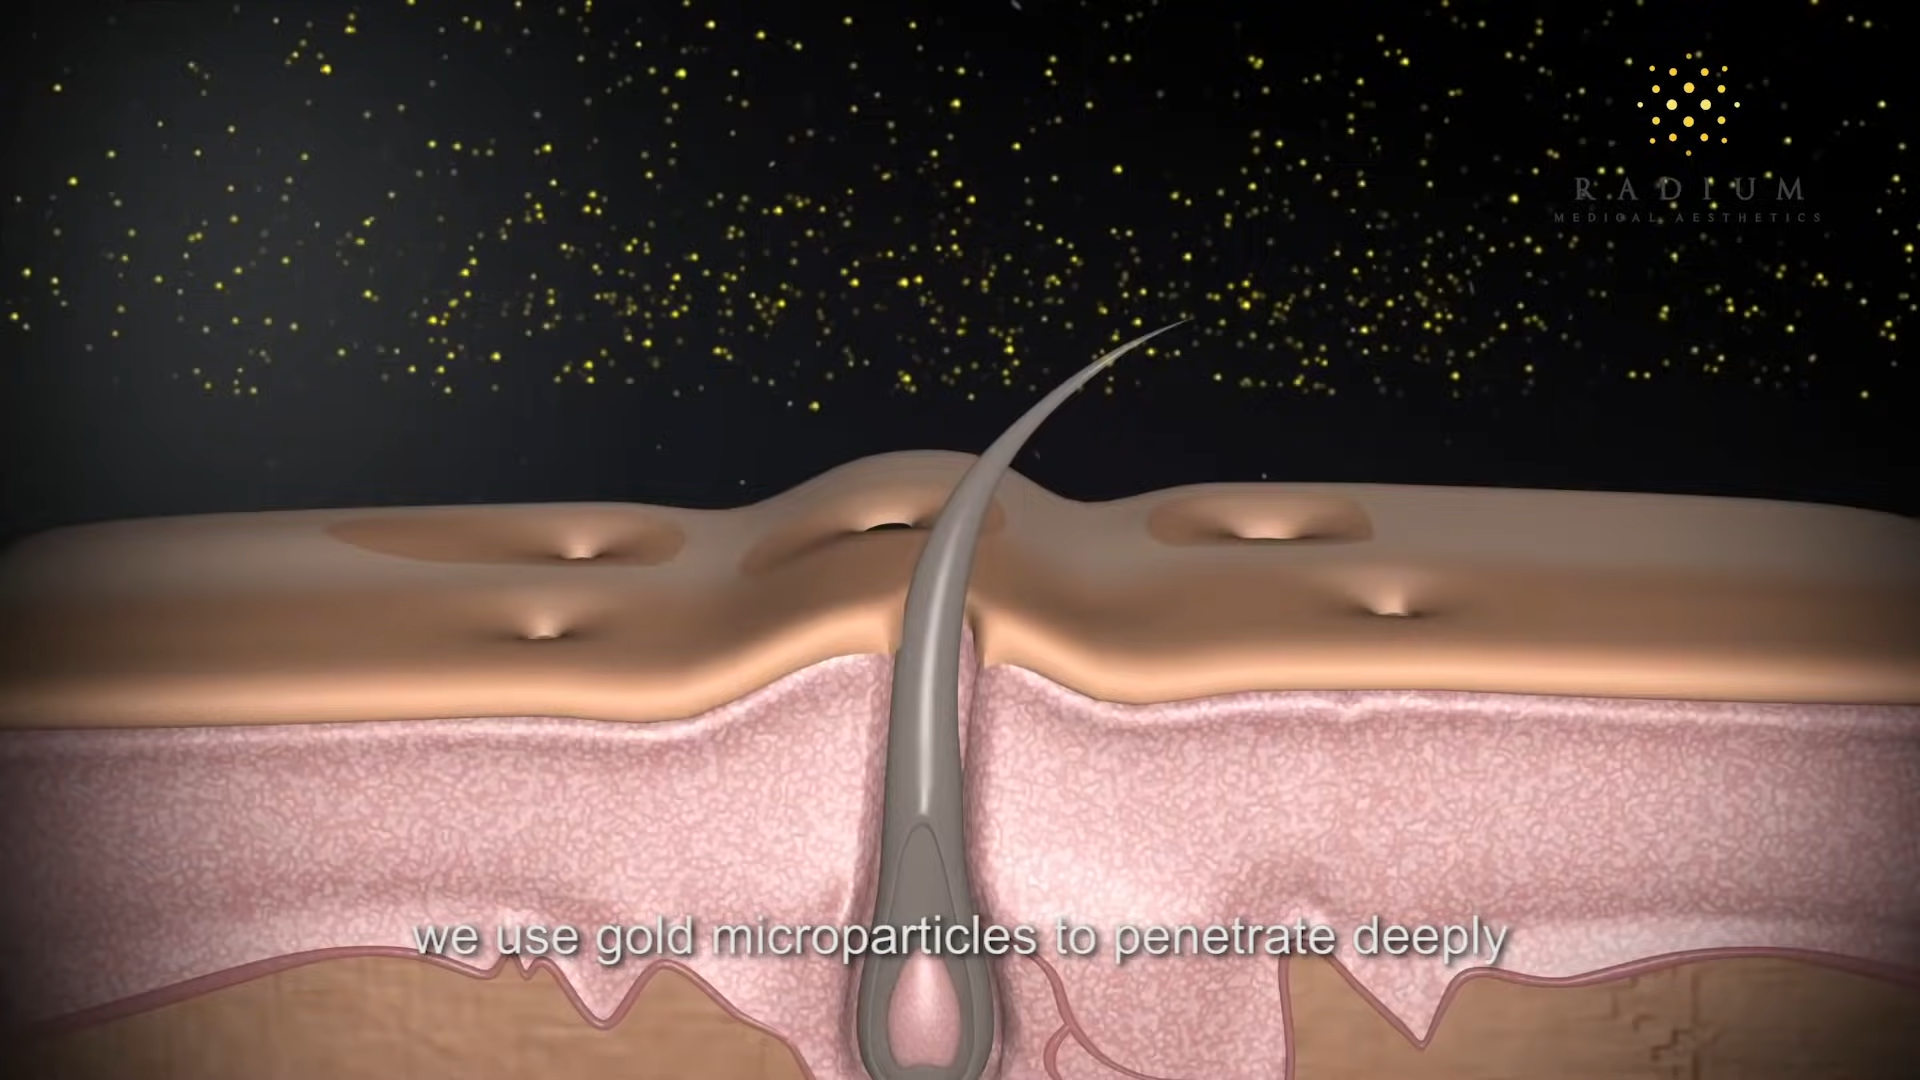 RADIUM
MEDICAL AESTHETICS
we use gold microparticles to penetrate deeply